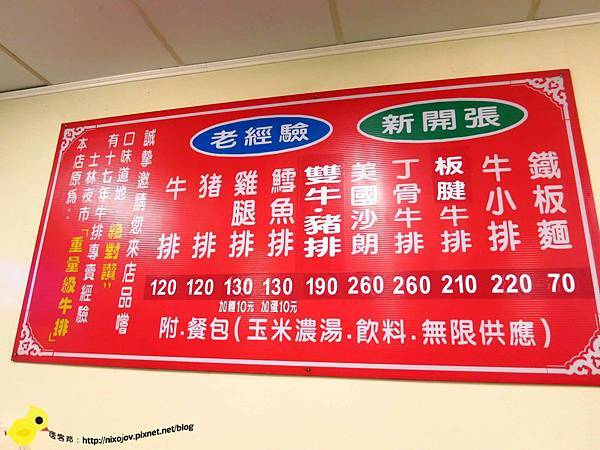 老經驗
新開張
鐵板麵 70
牛小排 220
板腱牛排 210
丁骨牛排 260
美國沙朗 260
雙牛.豬排 190
鱈魚排 130
雞腿排 130
豬排 120
牛排 120
加麵10元 加蛋10元
附.餐包(玉米濃湯.飲料.無限供應)
誠摯邀請您來店品嚐
口味道地 "絕對讚"
有十七年牛排專賣經驗
士林夜市「重量級牛排」
本店原為:
痞客邦:http://nixojov.pixnet.net/blog